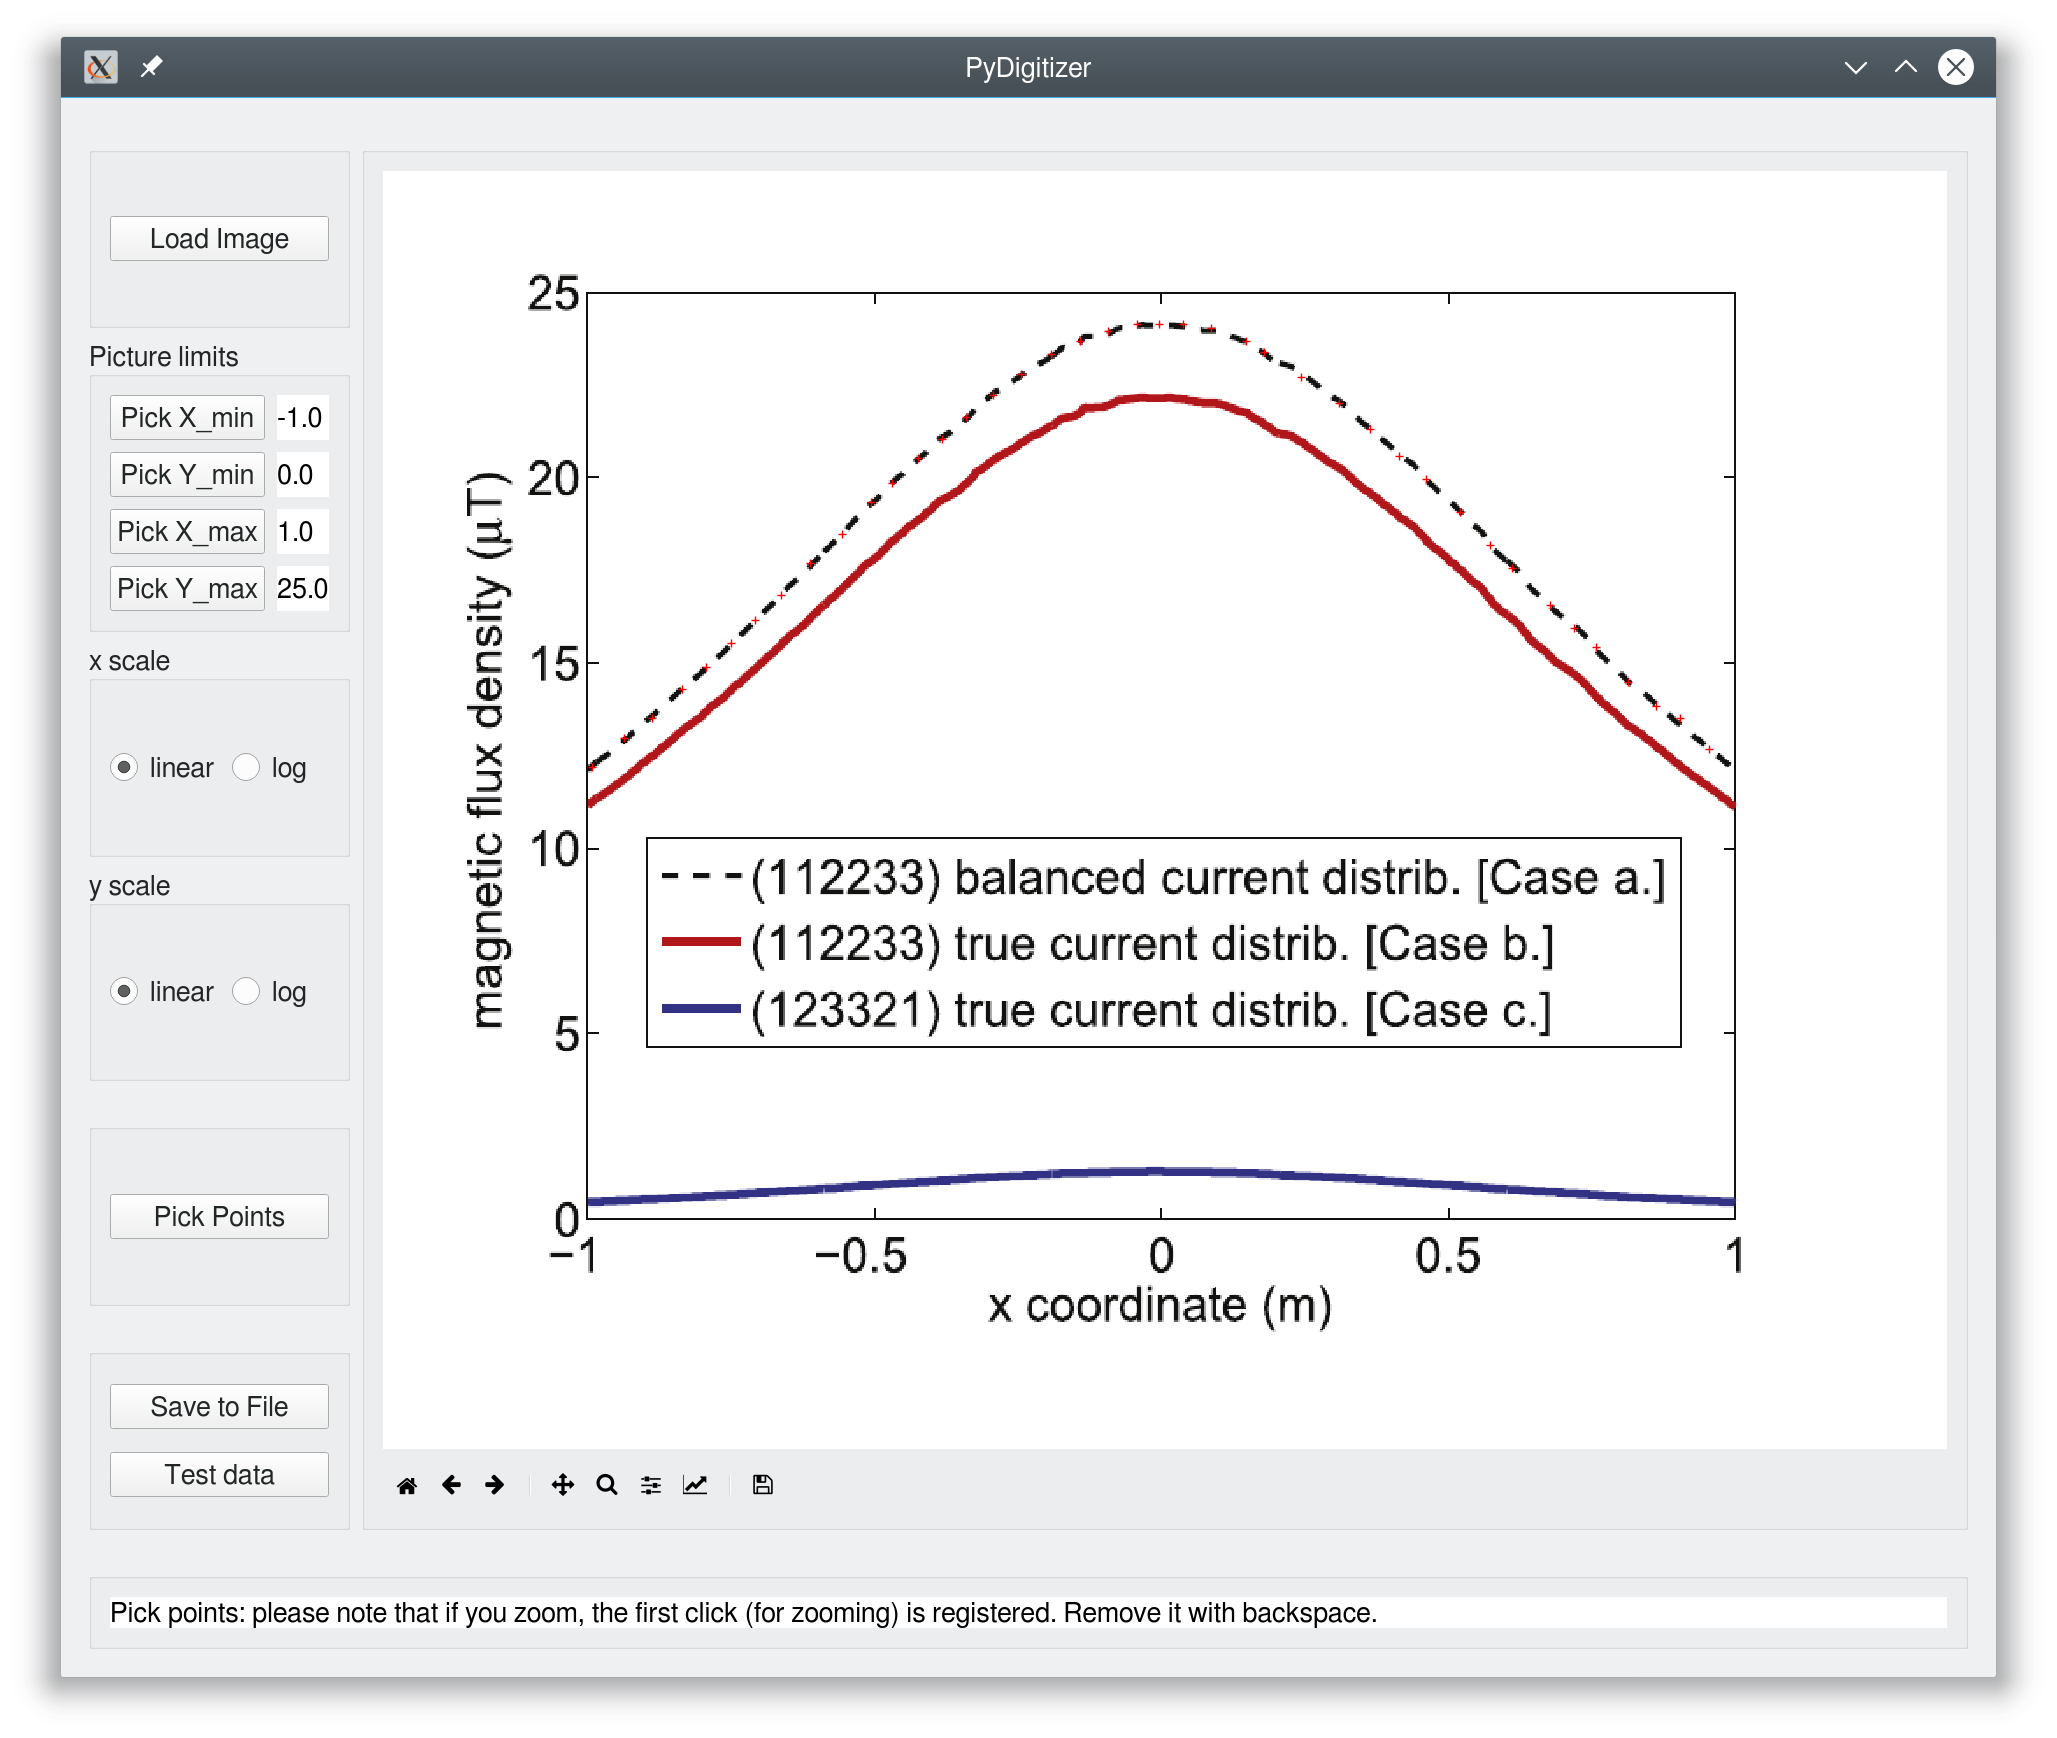 PyDigitizer
Load Image
Picture limits
Pick X_min -1.0
Pick Y_min 0.0
Pick X_max 1.0
Pick Y_max 25.0
x scale
linear log
y scale
linear log
Pick Points
Save to File
Test data
25
20
15
10
5
0
magnetic flux density (μT)
(112233) balanced current distrib. [Case a.]
(112233) true current distrib. [Case b.]
(123321) true current distrib. [Case c.]
−1 −0.5 0 0.5 1
x coordinate (m)
Pick points: please note that if you zoom, the first click (for zooming) is registered. Remove it with backspace.